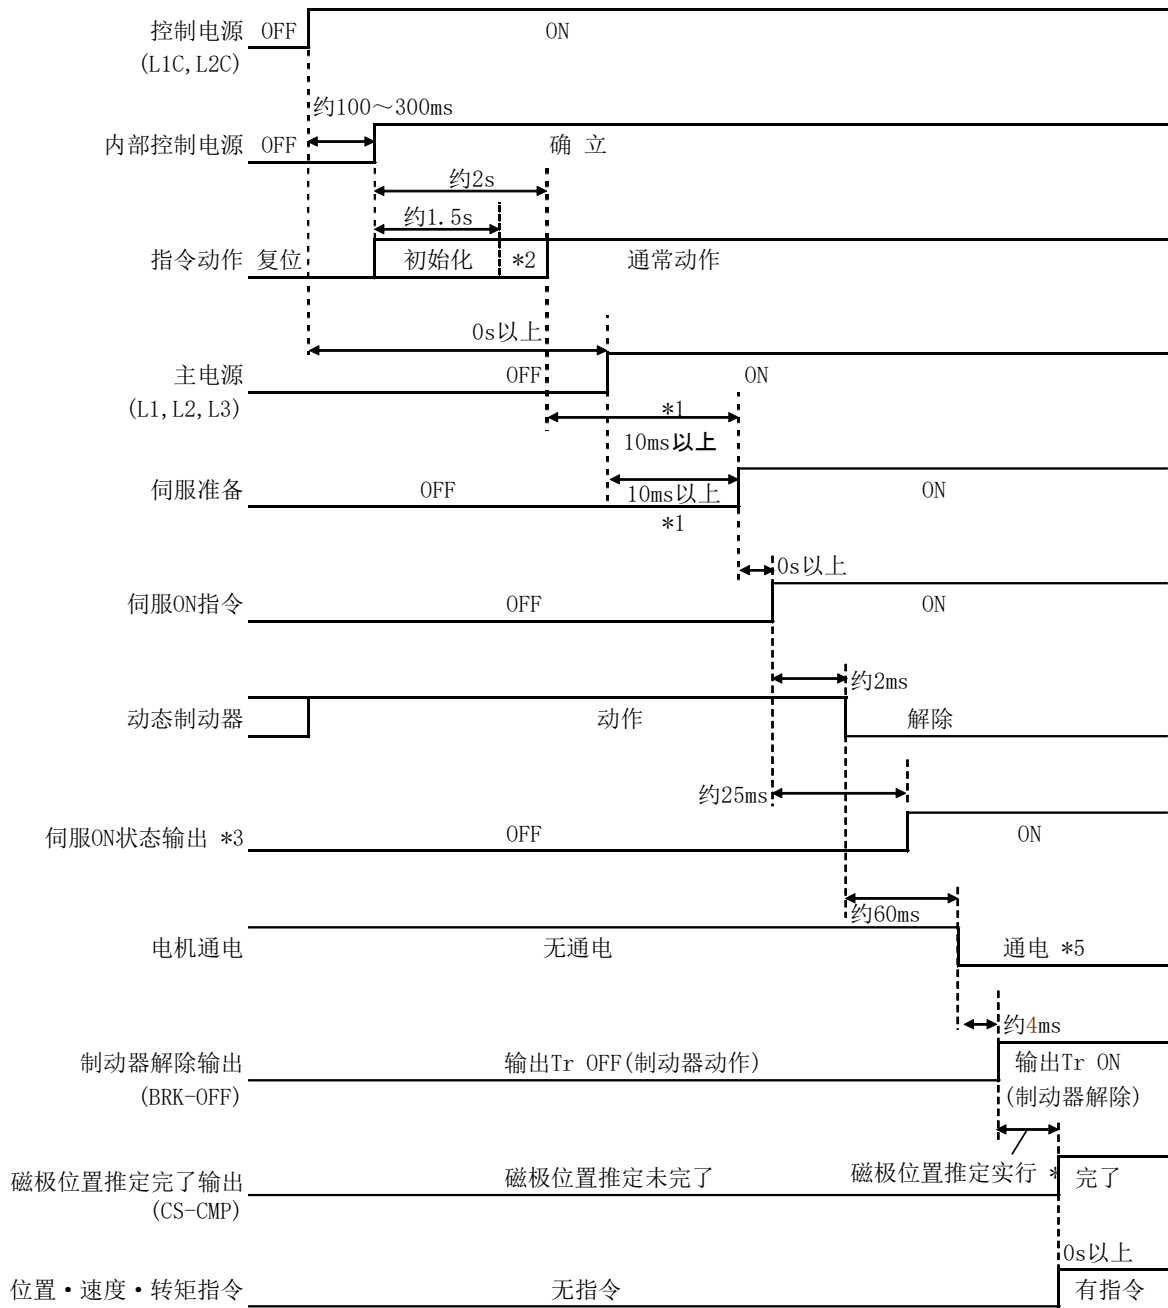 控制电源 OFF ON
(L1C, L2C)
约100～300ms
内部控制电源 OFF 确 立
约2s
约1.5s
指令动作 复位 初始化 *2 通常动作
0s以上
主电源 OFF ON
(L1, L2, L3)
*1
10ms以上
伺服准备 OFF 10ms以上 ON
*1
0s以上
伺服ON指令 OFF ON
约2ms
动态制动器 动作 解除
约25ms
伺服ON状态输出 *3 OFF ON
约60ms
电机通电 无通电 通电 *5
约4ms
制动器解除输出 输出Tr OFF(制动器动作) 输出Tr ON
(BRK-OFF) (制动器解除)
磁极位置推定完了输出 磁极位置推定未完了 磁极位置推定实行 * 完了
(CS-CMP)
0s以上
位置・速度・转矩指令 无指令 有指令